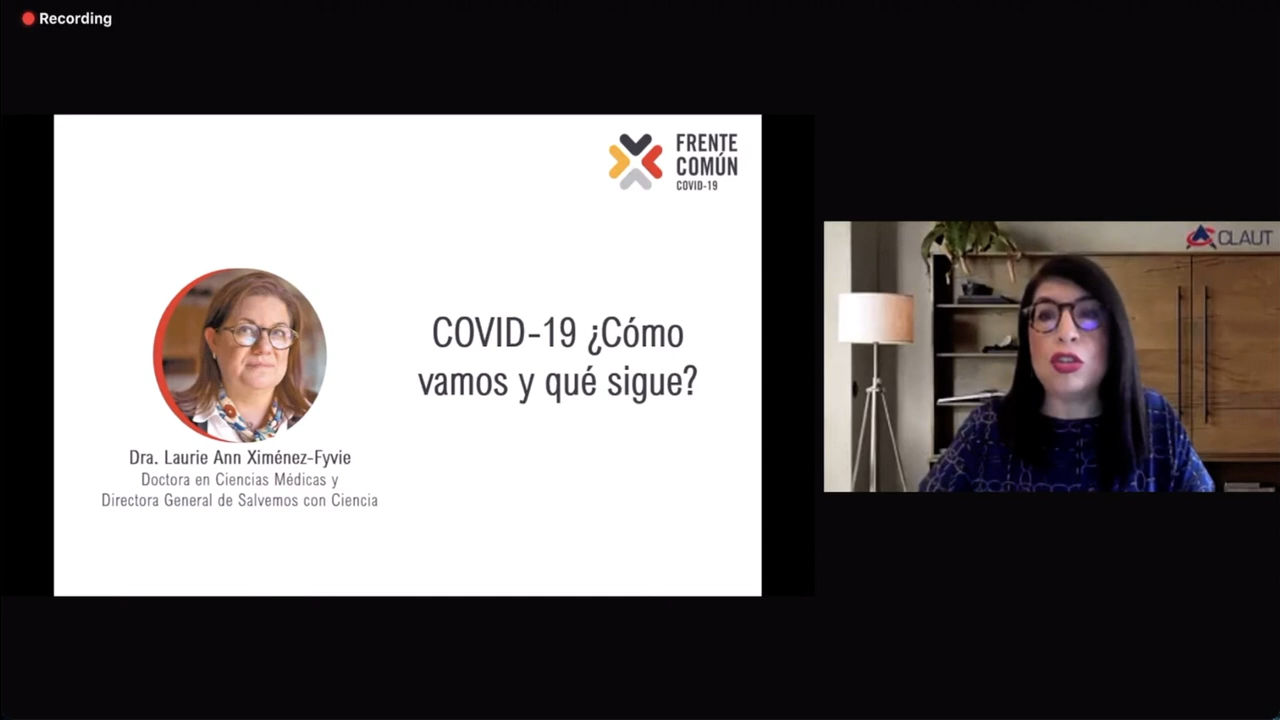 Recording
FRENTE
COMÚN
COVID-19
COVID-19 ¿Cómo
vamos y qué sigue?
Dra. Laurie Ann Ximénez-Fyvie
Doctora en Ciencias Médicas y
Directora General de Salvemos con Ciencia
CLAUT